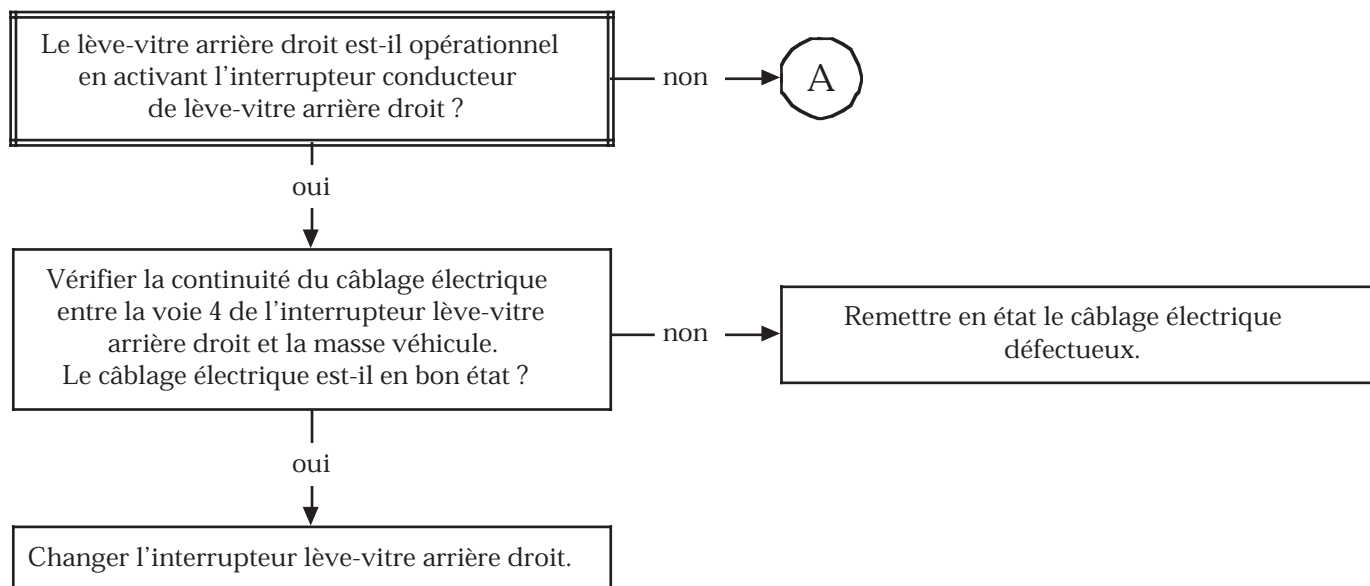 Le lève-vitre arrière droit est-il opérationnel
en activant l'interrupteur conducteur
de lève-vitre arrière droit ?
non
A
oui
Vérifier la continuité du câblage électrique
entre la voie 4 de l'interrupteur lève-vitre
arrière droit et la masse véhicule.
Le câblage électrique est-il en bon état ?
non
Remettre en état le câblage électrique
défectueux.
oui
Changer l'interrupteur lève-vitre arrière droit.